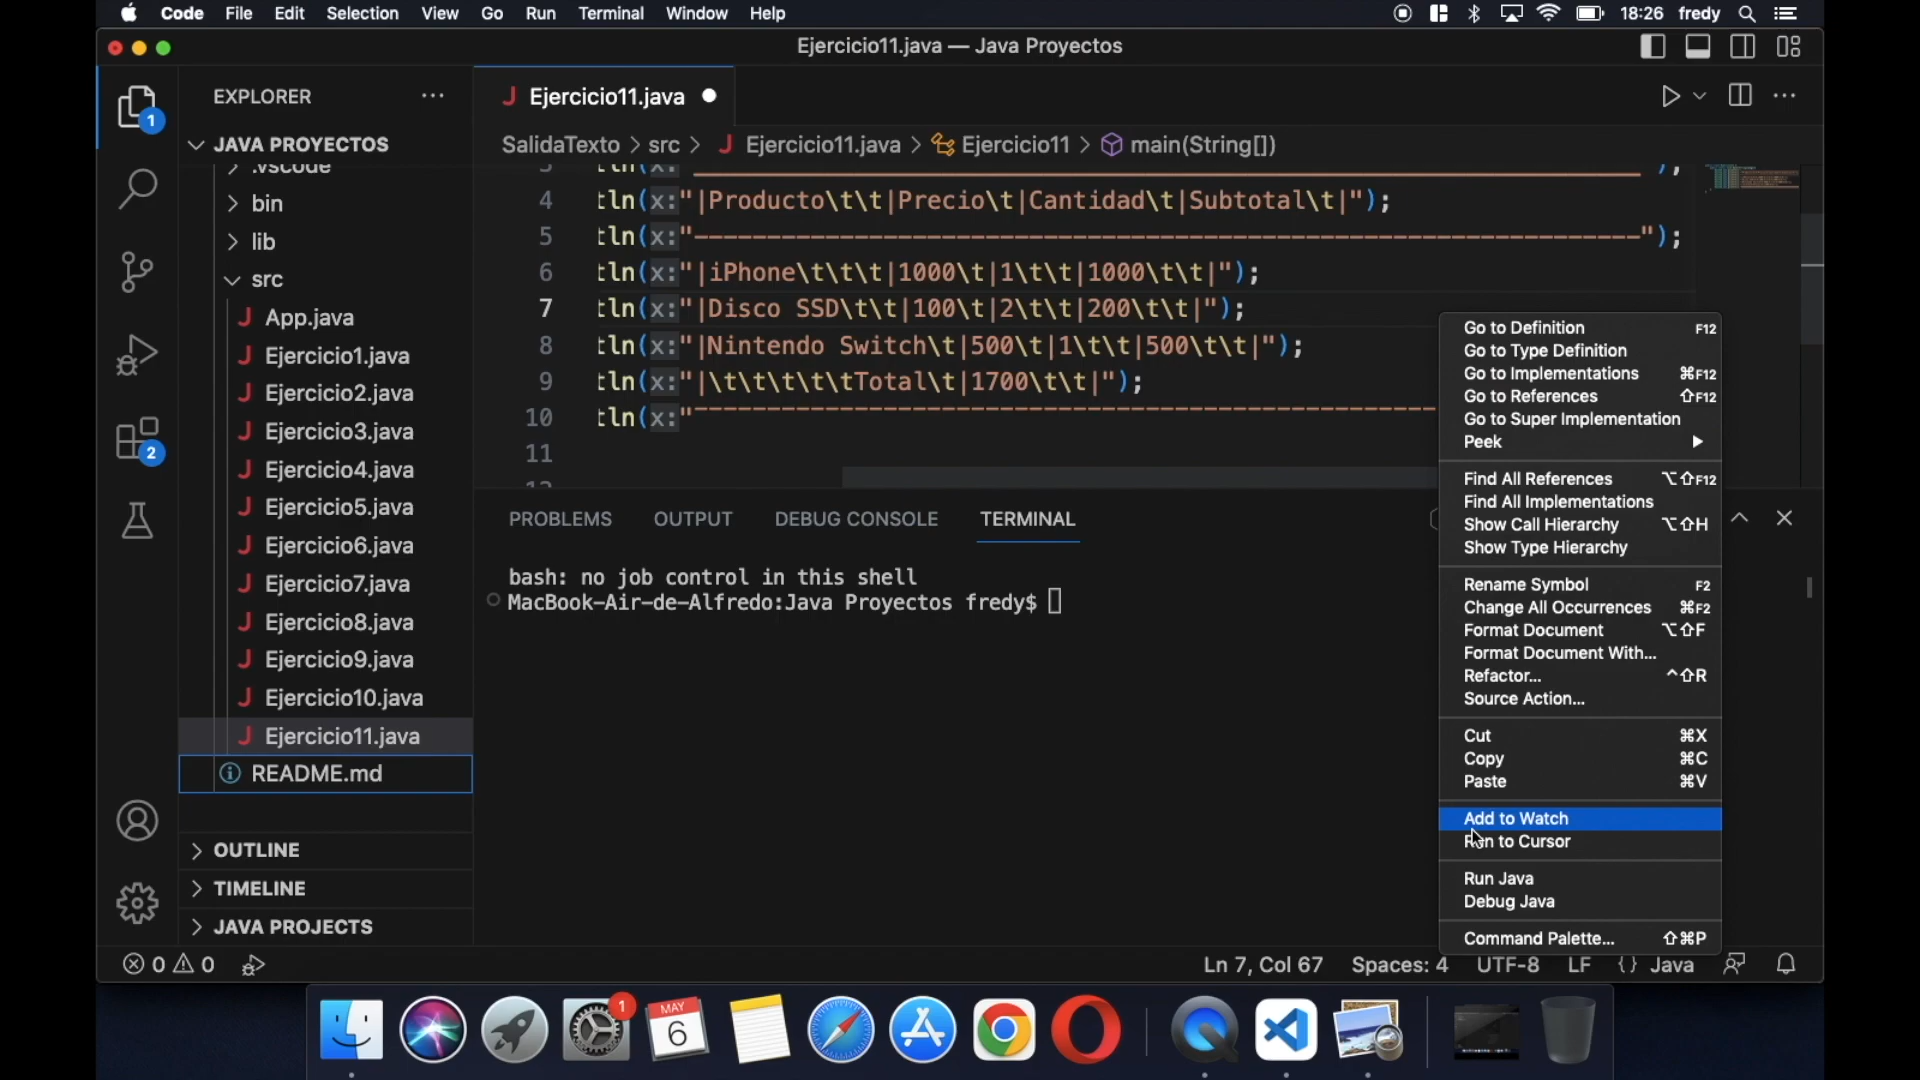 Code File Edit Selection View Go Run Terminal Window Help 18:26 fredy
Ejercicio11.java — Java Proyectos
EXPLORER
JAVA PROYECTOS
.vscode
bin
lib
src
App.java
Ejercicio1.java
Ejercicio2.java
Ejercicio3.java
Ejercicio4.java
Ejercicio5.java
Ejercicio6.java
Ejercicio7.java
Ejercicio8.java
Ejercicio9.java
Ejercicio10.java
Ejercicio11.java
README.md
OUTLINE
TIMELINE
JAVA PROJECTS
1
2
Ejercicio11.java
SalidaTexto > src > Ejercicio11.java > Ejercicio11 > main(String[])
4 tln(x:"|Producto\t\t|Precio\t|Cantidad\t|Subtotal\t|");
5 tln(x:"-----------------------------------------------------------------");
6 tln(x:"|iPhone\t\t\t|1000\t|1\t\t|1000\t\t|");
7 tln(x:"|Disco SSD\t\t|100\t|2\t\t|200\t\t|");
8 tln(x:"|Nintendo Switch\t|500\t|1\t\t|500\t\t|");
9 tln(x:"|\t\t\t\t\tTotal\t|1700\t\t|");
10 tln(x:"¯¯¯¯¯¯¯¯¯¯¯¯¯¯¯¯¯¯¯¯¯¯¯¯¯¯¯¯¯¯¯¯¯¯¯¯¯¯¯¯¯¯¯¯¯¯¯¯¯¯¯
11
PROBLEMS OUTPUT DEBUG CONSOLE TERMINAL
bash: no job control in this shell
MacBook-Air-de-Alfredo:Java Proyectos fredy$
Go to Definition F12
Go to Type Definition
Go to Implementations ⌘F12
Go to References ⇧F12
Go to Super Implementation
Peek
Find All References ⌥⇧F12
Find All Implementations
Show Call Hierarchy ⌥⇧H
Show Type Hierarchy
Rename Symbol F2
Change All Occurrences ⌘F2
Format Document ⌥⇧F
Format Document With...
Refactor... ^⇧R
Source Action...
Cut ⌘X
Copy ⌘C
Paste ⌘V
Add to Watch
Run to Cursor
Run Java
Debug Java
Command Palette... ⇧⌘P
0 0
Ln 7, Col 67 Spaces: 4 UTF-8 LF {} Java
1
MAY
6